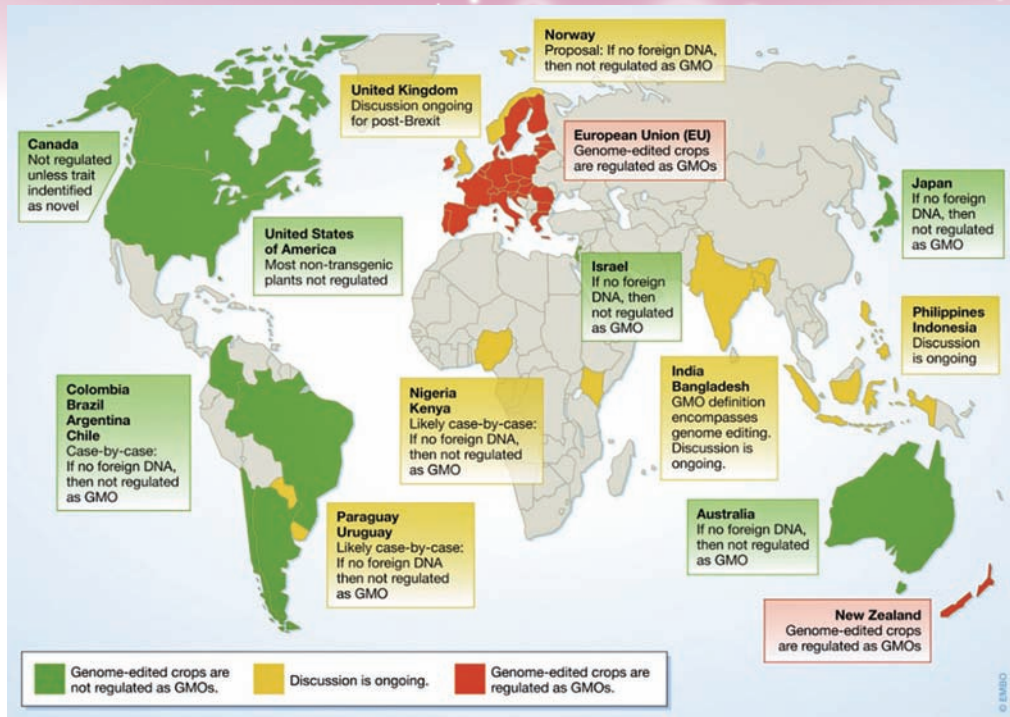 Norway
Proposal: If no foreign DNA,
then not regulated as GMO
United Kingdom
Discussion ongoing
for post-Brexit
European Union (EU)
Genome-edited crops
are regulated as GMOs
Canada
Not regulated
unless trait
indentified
as novel
United States
of America
Most non-transgenic
plants not regulated
Japan
If no foreign
DNA, then
not regulated
as GMO
Israel
If no foreign
DNA, then
not regulated
as GMO
Philippines
Indonesia
Discussion
is ongoing
Colombia
Brazil
Argentina
Chile
Case-by-case:
If no foreign DNA,
then not regulated
as GMO
Nigeria
Kenya
Likely case-by-case:
If no foreign DNA,
then not regulated
as GMO
India
Bangladesh
GMO definition
encompasses
genome editing.
Discussion is
ongoing.
Paraguay
Uruguay
Likely case-by-case:
If no foreign DNA
then not regulated
as GMO
Australia
If no foreign DNA,
then not regulated
as GMO
New Zealand
Genome-edited crops
are regulated as GMOs
Genome-edited crops are
not regulated as GMOs.
Discussion is ongoing.
Genome-edited crops are
regulated as GMOs.
© EMBO